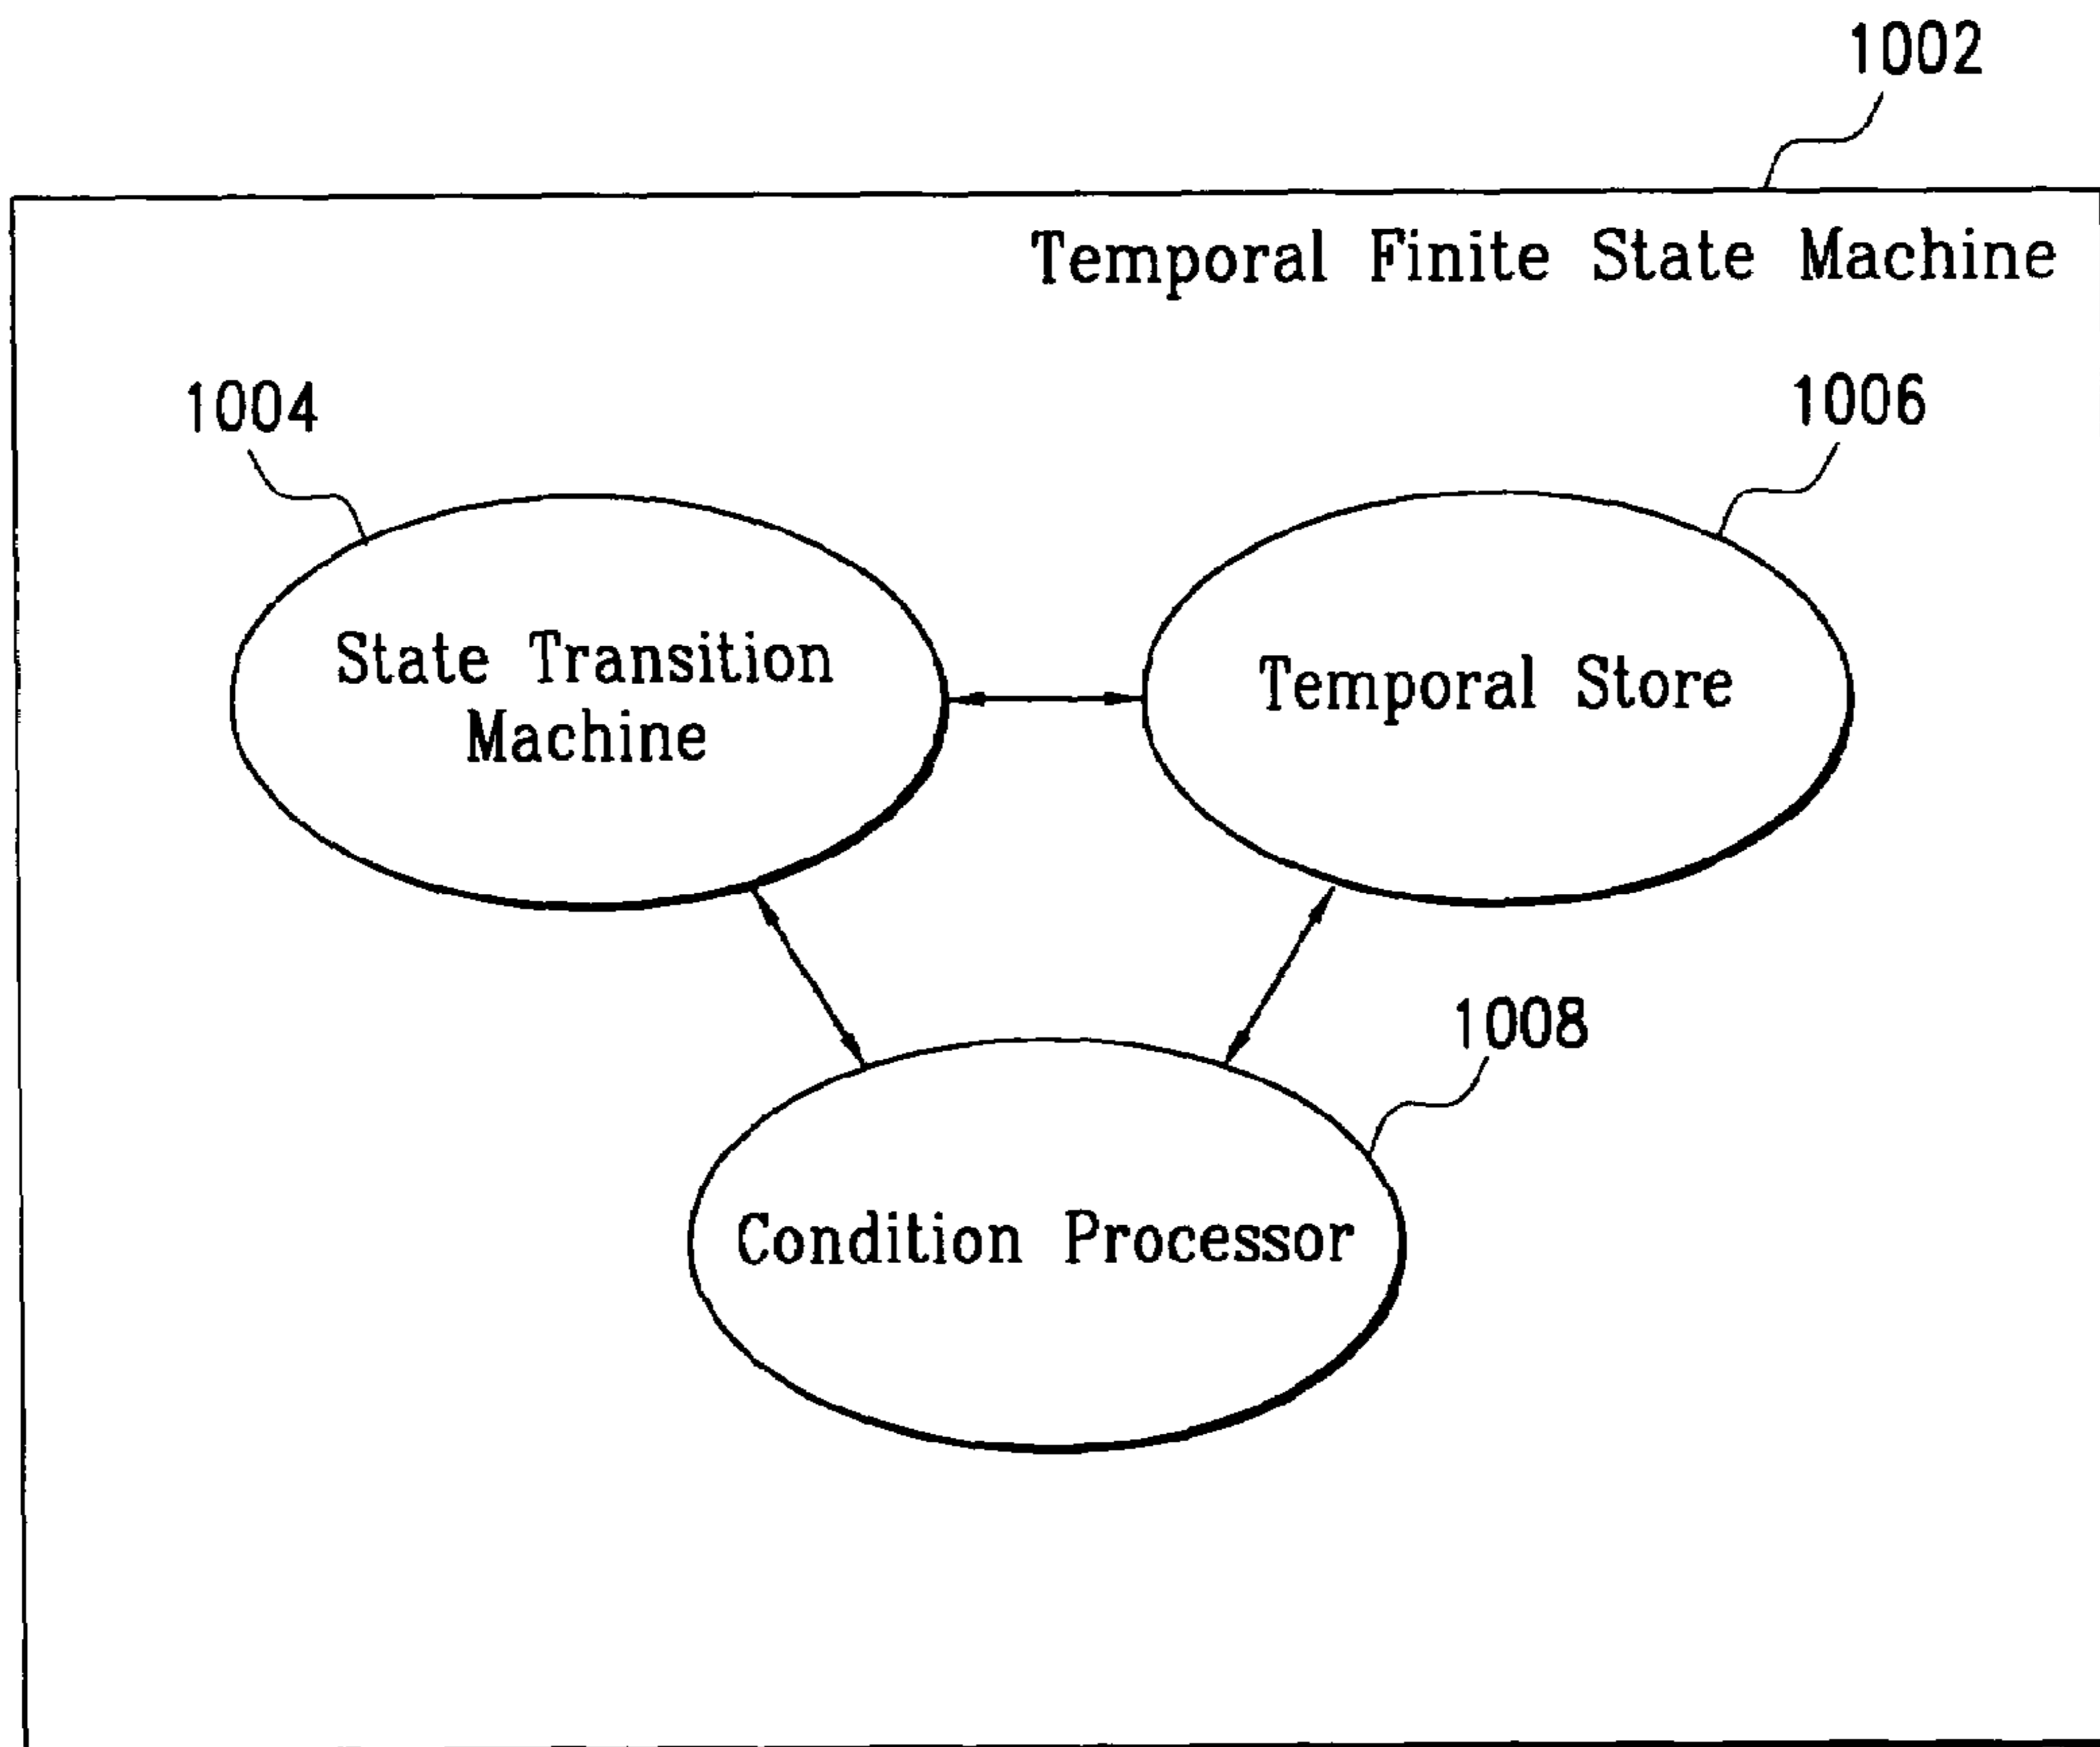 1002
Temporal Finite State Machine
1004
1006
State Transition
Machine
Temporal Store
1008
Condition Processor